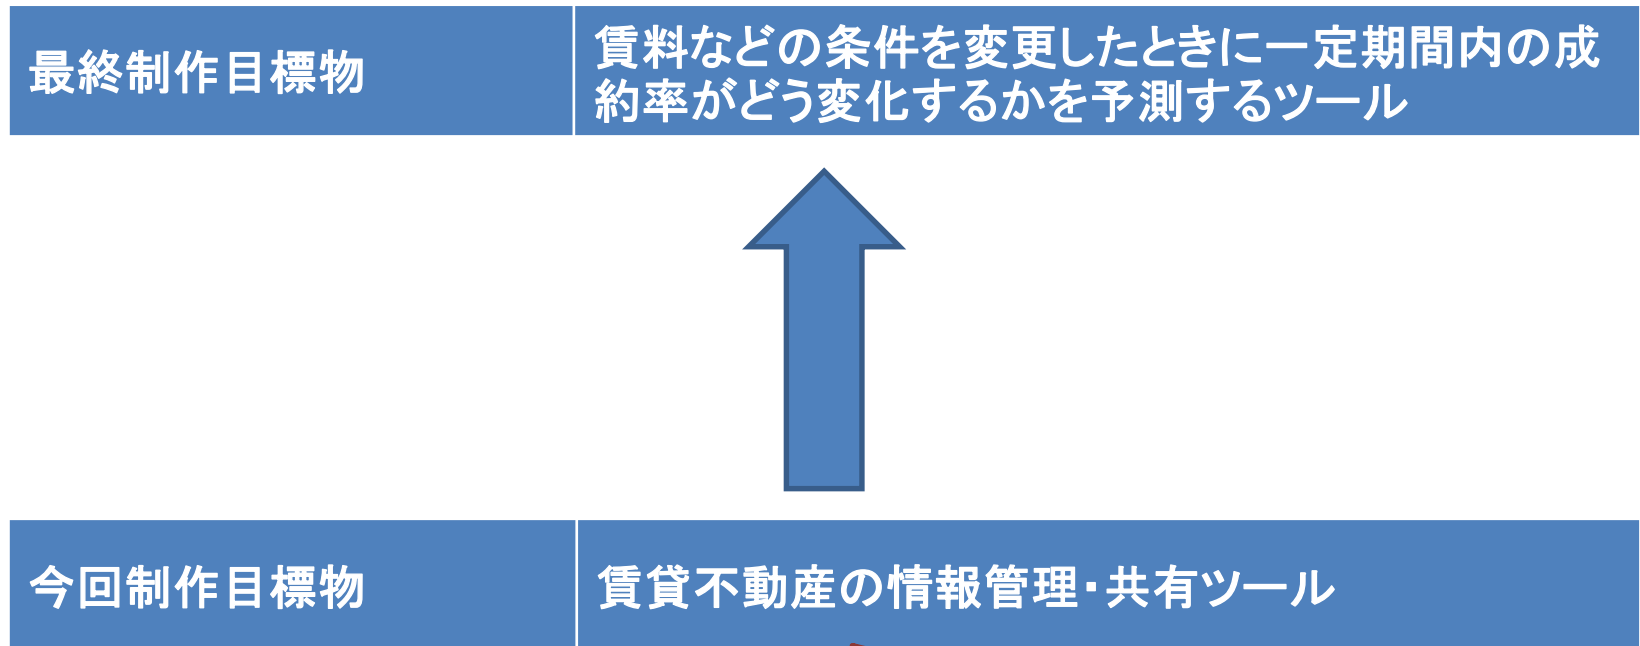 最終制作目標物
賃料などの条件を変更したときに一定期間内の成
約率がどう変化するかを予測するツール
今回制作目標物
賃貸不動産の情報管理・共有ツール